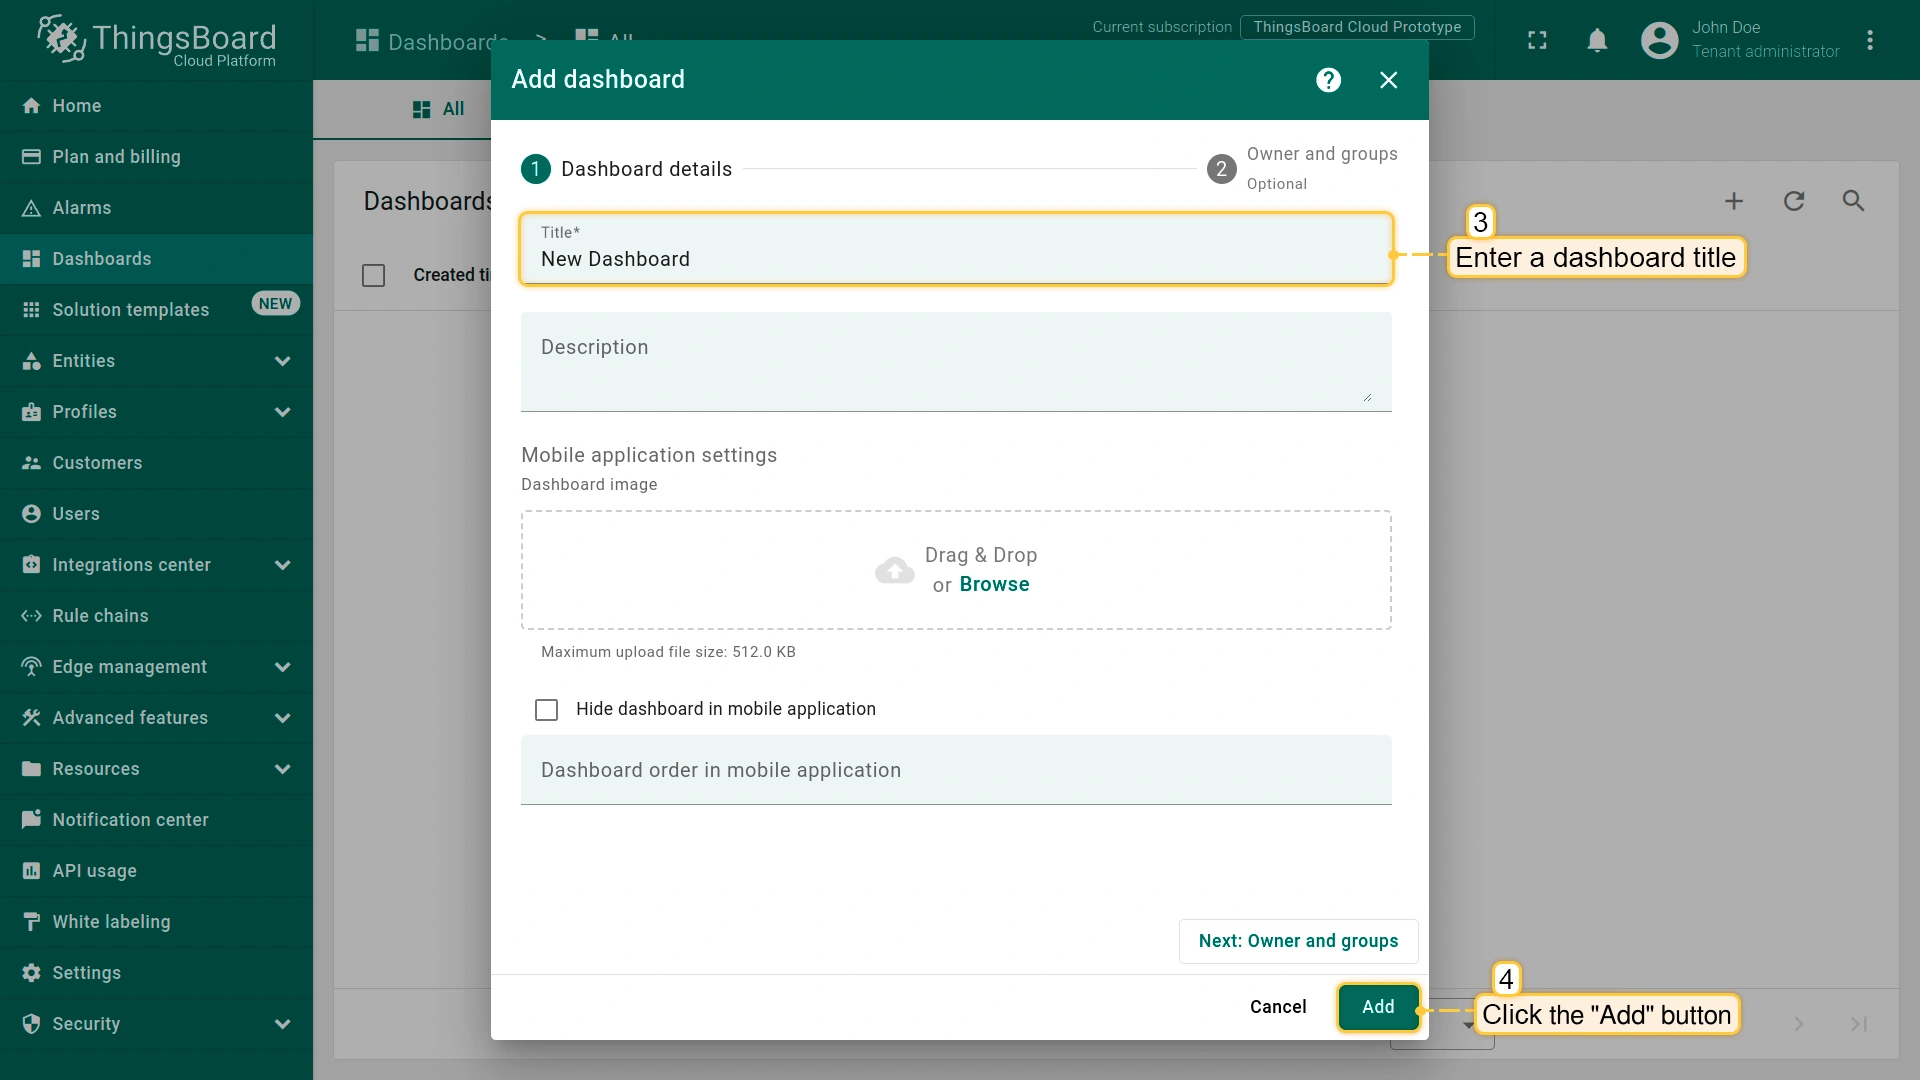 ThingsBoard
Cloud Platform
Home
Plan and billing
Alarms
Dashboards
Solution templates
NEW
Entities
Profiles
Customers
Users
Integrations center
Rule chains
Edge management
Advanced features
Resources
Notification center
API usage
White labeling
Settings
Security
Dashboards > All
Current subscription ThingsBoard Cloud Prototype
John Doe
Tenant administrator
All
Dashboards
Created ti
Add dashboard
1 Dashboard details
2 Owner and groups
Optional
Title*
New Dashboard
Description
Mobile application settings
Dashboard image
Drag & Drop
or Browse
Maximum upload file size: 512.0 KB
Hide dashboard in mobile application
Dashboard order in mobile application
Next: Owner and groups
Cancel
Add
3
Enter a dashboard title
4
Click the "Add" button